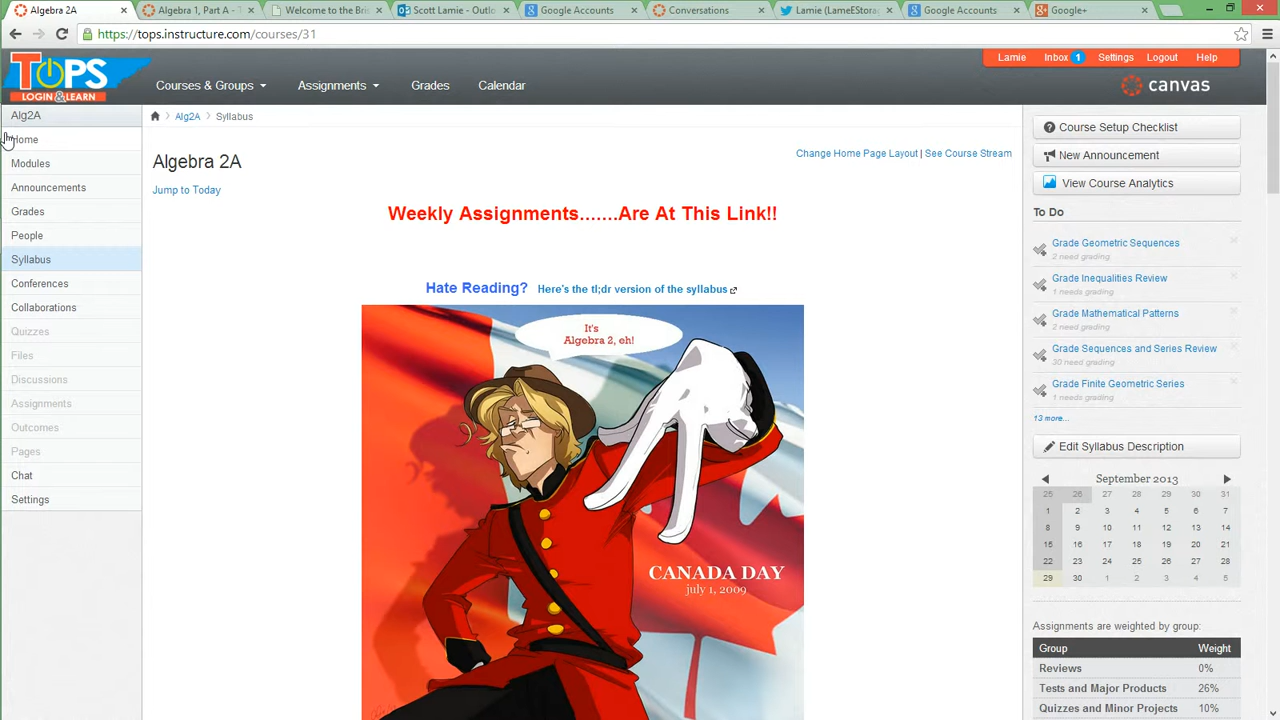 Algebra 2A
Algebra 1, Part A - T
Welcome to the Bri
Scott Lamie - Outlo
Google Accounts
Conversations
Lamie (LameEStorag
Google Accounts
Google+
https://tops.instructure.com/courses/31
TOPS
LOGIN & LEARN
Courses & Groups
Assignments
Grades
Calendar
Lamie
Inbox 1
Settings
Logout
Help
canvas
Alg2A
Home
Modules
Announcements
Grades
People
Syllabus
Conferences
Collaborations
Quizzes
Files
Discussions
Assignments
Outcomes
Pages
Chat
Settings
Alg2A
Syllabus
Algebra 2A
Change Home Page Layout | See Course Stream
Jump to Today
Weekly Assignments.......Are At This Link!!
Hate Reading? Here's the tl;dr version of the syllabus
It's
Algebra 2, eh!
CANADA DAY
july 1, 2009
Course Setup Checklist
New Announcement
View Course Analytics
To Do
Grade Geometric Sequences
2 need grading
Grade Inequalities Review
1 needs grading
Grade Mathematical Patterns
2 need grading
Grade Sequences and Series Review
30 need grading
Grade Finite Geometric Series
1 needs grading
13 more...
Edit Syllabus Description
September 2013
25 26 27 28 29 30 31
1 2 3 4 5 6 7
8 9 10 11 12 13 14
15 16 17 18 19 20 21
22 23 24 25 26 27 28
29 30 1 2 3 4 5
Assignments are weighted by group:
Group Weight
Reviews 0%
Tests and Major Products 26%
Quizzes and Minor Projects 10%